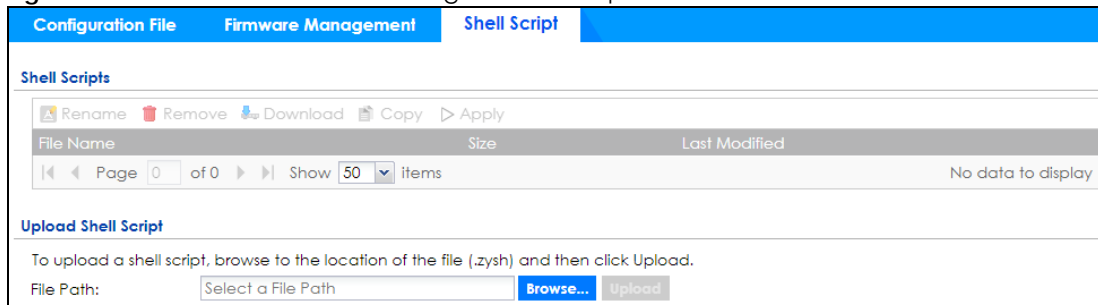 Configuration File Firmware Management Shell Script
Shell Scripts
Rename Remove Download Copy Apply
File Name Size Last Modified
Page 0 of 0 Show 50 items No data to display
Upload Shell Script
To upload a shell script, browse to the location of the file (.zysh) and then click Upload.
File Path: Select a File Path Browse... Upload